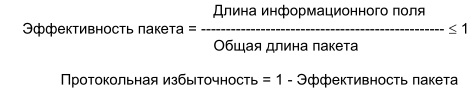 Длина информационного поля
Эффективность пакета = ------------------------------------------------ ≤ 1
Общая длина пакета
Протокольная избыточность = 1 - Эффективность пакета